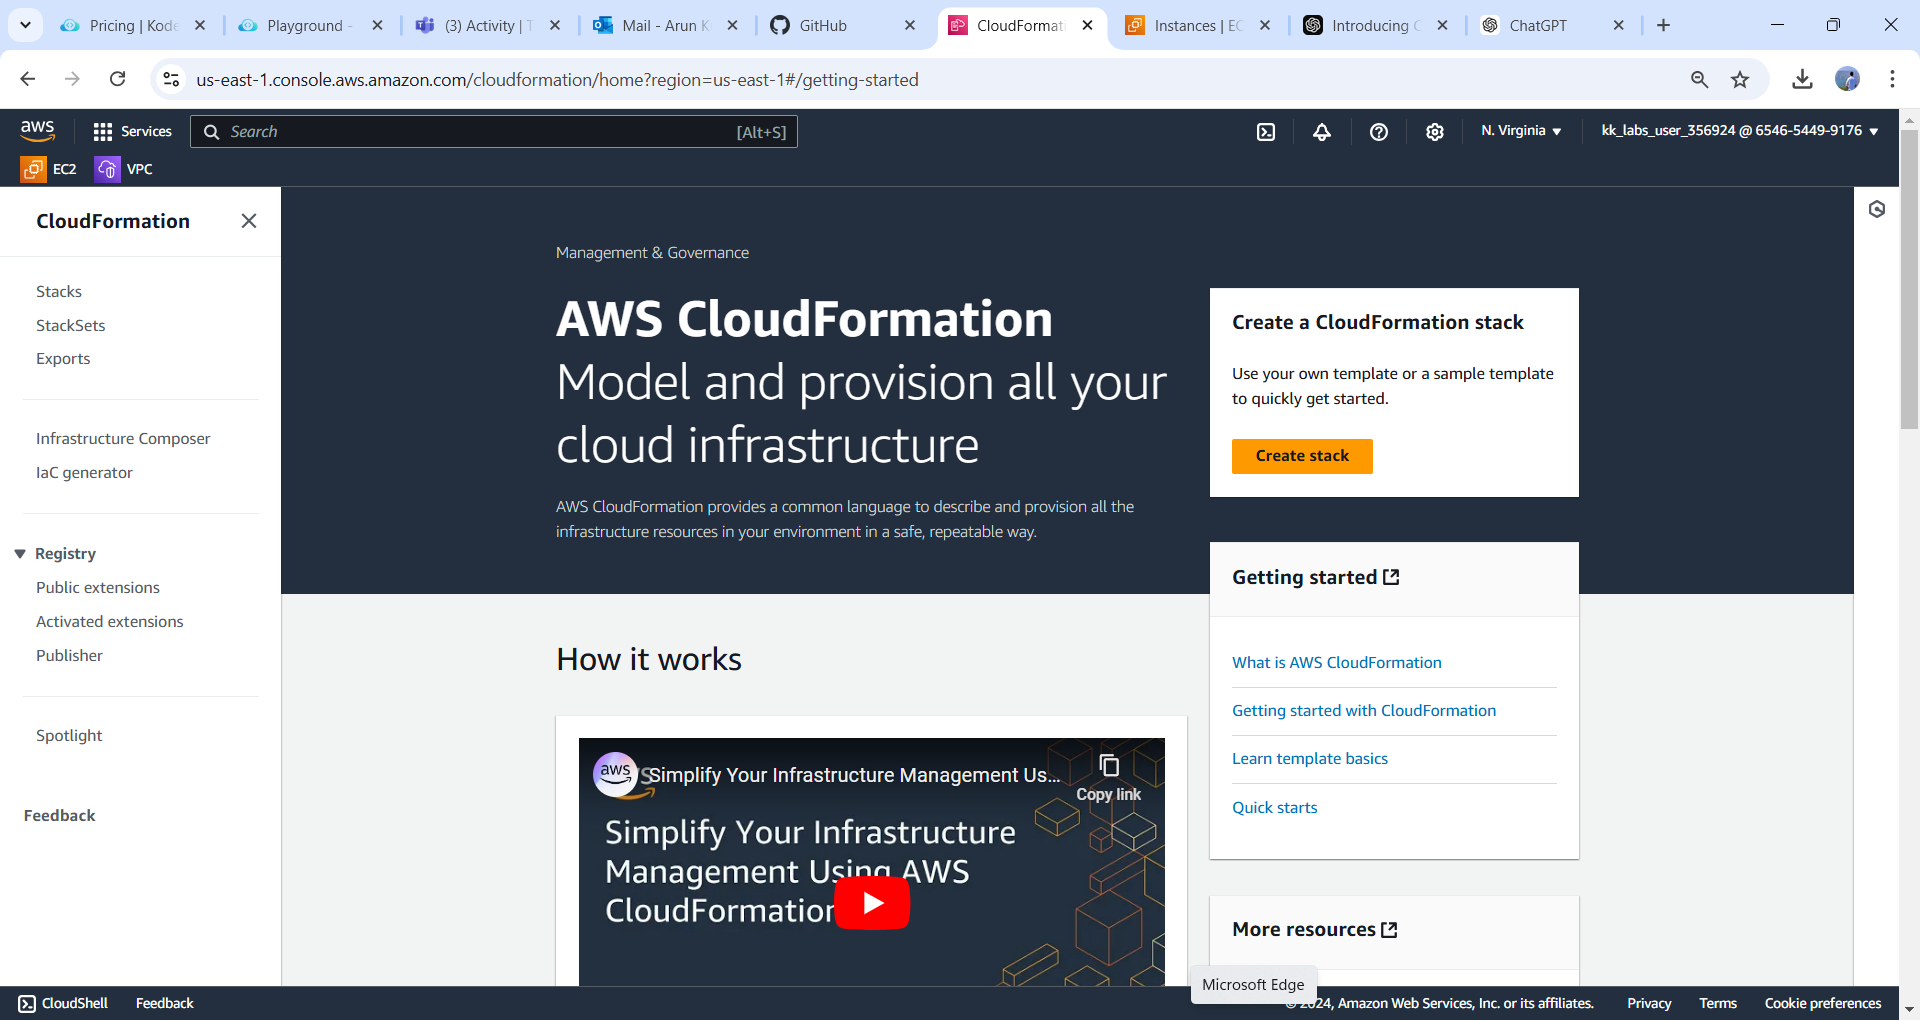 Pricing | Kode
Playground -
(3) Activity | T
Mail - Arun K
GitHub
CloudFormati
Instances | EC
Introducing C
ChatGPT
us-east-1.console.aws.amazon.com/cloudformation/home?region=us-east-1#/getting-started
aws
Services
Search
[Alt+S]
N. Virginia
kk_labs_user_356924 @ 6546-5449-9176
EC2
VPC
CloudFormation
Stacks
StackSets
Exports
Infrastructure Composer
IaC generator
Registry
Public extensions
Activated extensions
Publisher
Spotlight
Feedback
Management & Governance
AWS CloudFormation
Model and provision all your
cloud infrastructure
AWS CloudFormation provides a common language to describe and provision all the
infrastructure resources in your environment in a safe, repeatable way.
Create a CloudFormation stack
Use your own template or a sample template
to quickly get started.
Create stack
Getting started
What is AWS CloudFormation
Getting started with CloudFormation
Learn template basics
Quick starts
More resources
How it works
aws
Simplify Your Infrastructure Management Us...
Copy link
Simplify Your Infrastructure
Management Using AWS
CloudFormation
Microsoft Edge
CloudShell
Feedback
© 2024, Amazon Web Services, Inc. or its affiliates.
Privacy
Terms
Cookie preferences